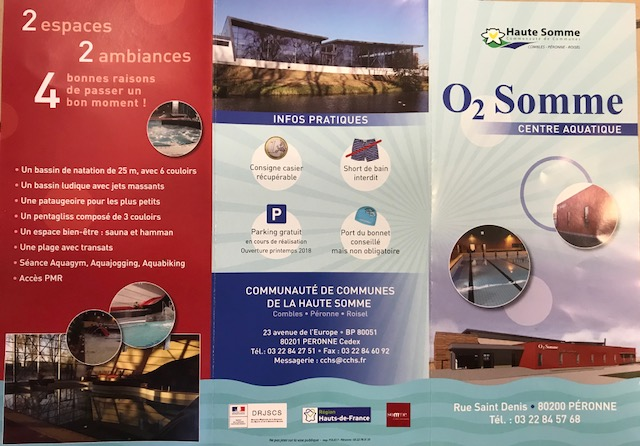 2 espaces
2 ambiances
4 bonnes raisons
de passer un
bon moment !
• Un bassin de natation de 25 m, avec 6 couloirs
• Un bassin ludique avec jets massants
• Une pataugeoire pour les plus petits
• Un pentagliss composé de 3 couloirs
• Un espace bien-être : sauna et hamman
• Une plage avec transats
• Séance Aquagym, Aquajogging, Aquabiking
• Accès PMR
INFOS PRATIQUES
Consigne casier
récupérable
Short de bain
interdit
P
Parking gratuit
en cours de réalisation
Ouverture printemps 2018
Port du bonnet
conseillé
mais non obligatoire
COMMUNAUTÉ DE COMMUNES
DE LA HAUTE SOMME
Combles • Péronne • Roisel
23 avenue de l'Europe • BP 80051
80201 PERONNE Cedex
Tél.: 03 22 84 27 51 • Fax : 03 22 84 60 92
Messagerie : cchs@cchs.fr
DRJSCS
Région
Hauts-de-France
somme
Haute Somme
Communauté de Communes
COMBLES - PÉRONNE - ROISEL
O2 Somme
CENTRE AQUATIQUE
O2 Somme
Rue Saint Denis • 80200 PÉRONNE
Tél. : 03 22 84 57 68